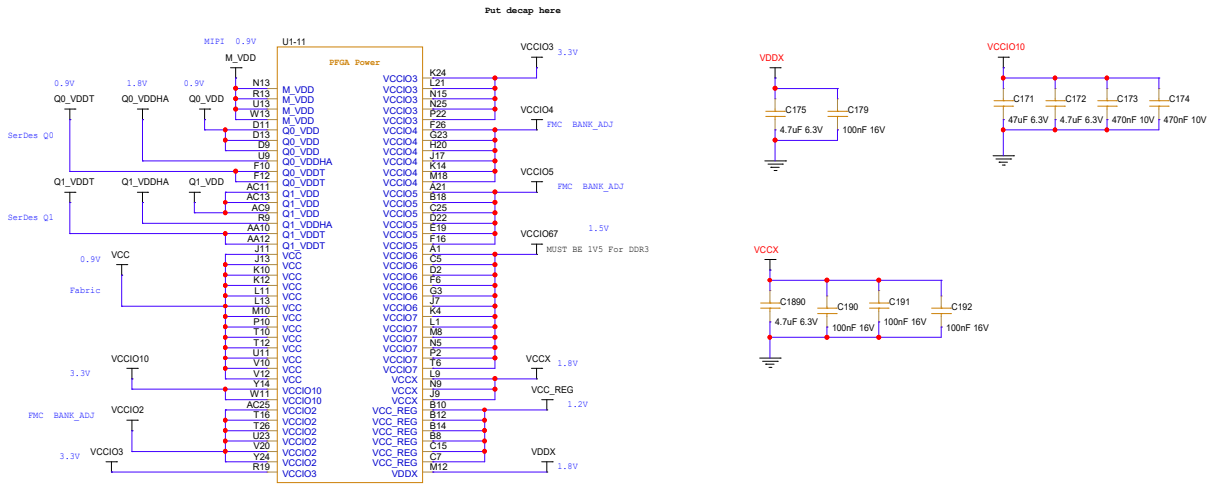 Put decap here
MIPI 0.9V
U1-11
PFGA Power
M_VDD
VCCIO3
3.3V
0.9V
1.8V
0.9V
Q0_VDDT
Q0_VDDHA
Q0_VDD
SerDes Q0
N13 M_VDD
R13 M_VDD
U13 M_VDD
W13 M_VDD
D11 Q0_VDD
D13 Q0_VDD
D9 Q0_VDD
U9 Q0_VDDHA
F10 Q0_VDDT
F12 Q0_VDDT
Q1_VDDT
Q1_VDDHA
Q1_VDD
SerDes Q1
AC11 Q1_VDD
AC13 Q1_VDD
AC9 Q1_VDD
R9 Q1_VDDHA
AA10 Q1_VDDT
AA12 Q1_VDDT
0.9V
VCC
Fabric
J11 VCC
J13 VCC
K10 VCC
K12 VCC
L11 VCC
L13 VCC
M10 VCC
P10 VCC
T10 VCC
T12 VCC
U11 VCC
V10 VCC
V12 VCC
VCCIO10
3.3V
Y14 VCCIO10
W11 VCCIO10
VCCIO2
FMC BANK_ADJ
AC25 VCCIO2
T16 VCCIO2
T26 VCCIO2
U23 VCCIO2
V20 VCCIO2
Y24 VCCIO2
3.3V
VCCIO3
R19 VCCIO3
VCCIO3 K24
VCCIO3 L21
VCCIO3 N15
VCCIO3 N25
VCCIO3 P22
VCCIO4
FMC BANK_ADJ
VCCIO4 F26
VCCIO4 G23
VCCIO4 H20
VCCIO4 J17
VCCIO4 K14
VCCIO4 M18
VCCIO5
FMC BANK_ADJ
VCCIO5 A21
VCCIO5 B18
VCCIO5 C25
VCCIO5 D22
VCCIO5 E19
VCCIO5 F16
1.5V
VCCIO67
MUST BE 1V5 For DDR3
VCCIO6 A1
VCCIO6 C5
VCCIO6 D2
VCCIO6 F6
VCCIO6 G3
VCCIO6 J7
VCCIO7 K4
VCCIO7 L1
VCCIO7 M8
VCCIO7 N5
VCCIO7 P2
VCCIO7 T6
VCCX
1.8V
VCCX L9
VCCX N9
VCCX J9
VCC_REG
1.2V
VCC_REG B10
VCC_REG B12
VCC_REG B14
VCC_REG B8
VCC_REG C15
VCC_REG C7
VDDX
1.8V
VDDX M12
VDDX
C175
4.7uF 6.3V
C179
100nF 16V
VCCIO10
C171
47uF 6.3V
C172
4.7uF 6.3V
C173
470nF 10V
C174
470nF 10V
VCCX
C1890
4.7uF 6.3V
C190
100nF 16V
C191
100nF 16V
C192
100nF 16V